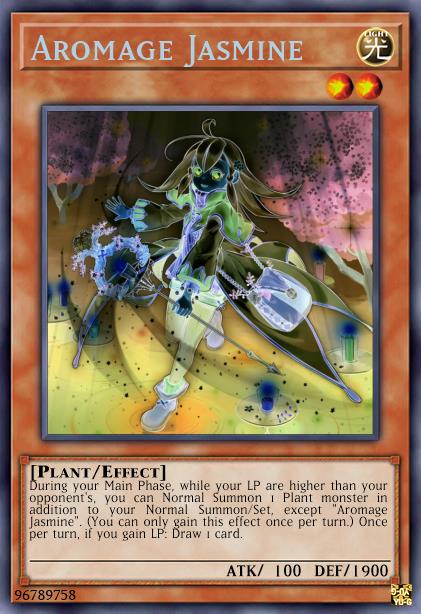 AROMAGE JASMINE
LIGHT
光
[PLANT/EFFECT]
During your Main Phase, while your LP are higher than your
opponent's, you can Normal Summon 1 Plant monster in
addition to your Normal Summon/Set, except "Aromage
Jasmine". (You can only gain this effect once per turn.) Once
per turn, if you gain LP: Draw 1 card.
ATK/ 100 DEF/1900
96789758